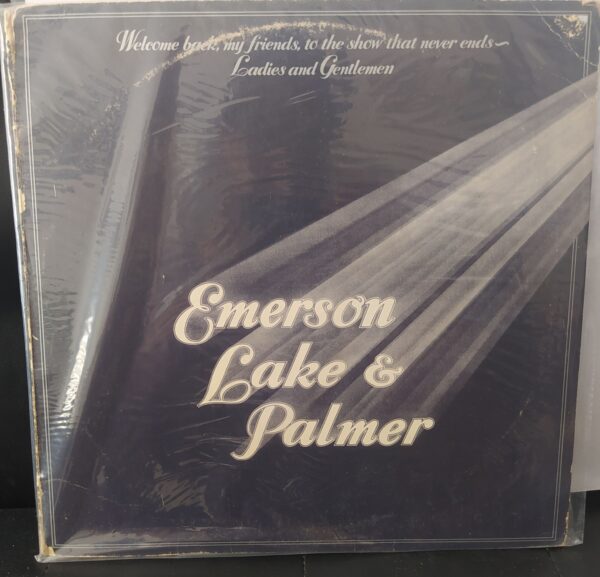 Welcome back, my friends, to the show that never ends~
Ladies and Gentlemen
Emerson
Lake &
Palmer